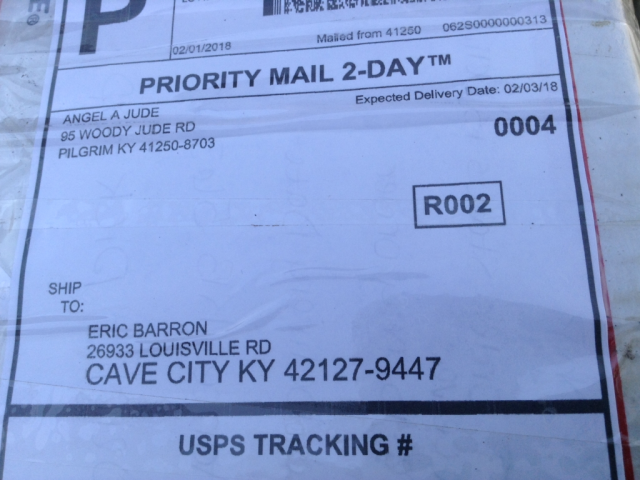 P
02/01/2018
Mailed from 41250
062S0000000313
PRIORITY MAIL 2-DAY™
ANGEL A JUDE
95 WOODY JUDE RD
PILGRIM KY 41250-8703
Expected Delivery Date: 02/03/18
0004
R002
SHIP
TO:
ERIC BARRON
26933 LOUISVILLE RD
CAVE CITY KY 42127-9447
USPS TRACKING #